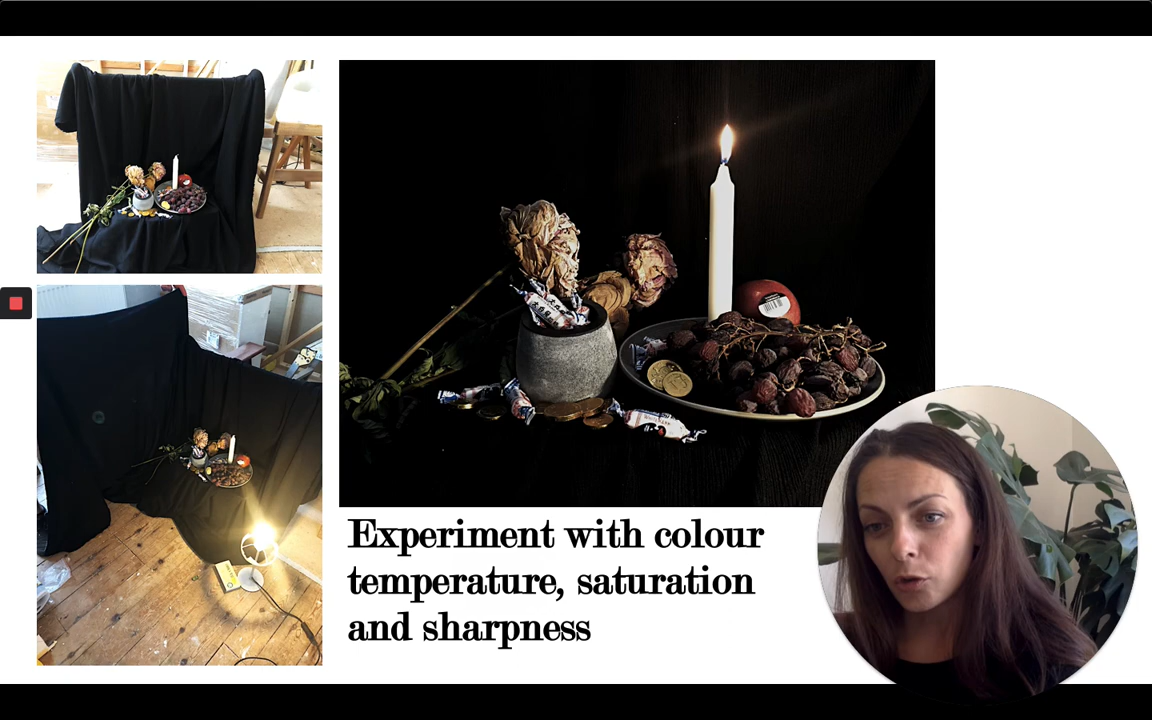 Experiment with colour
temperature, saturation
and sharpness